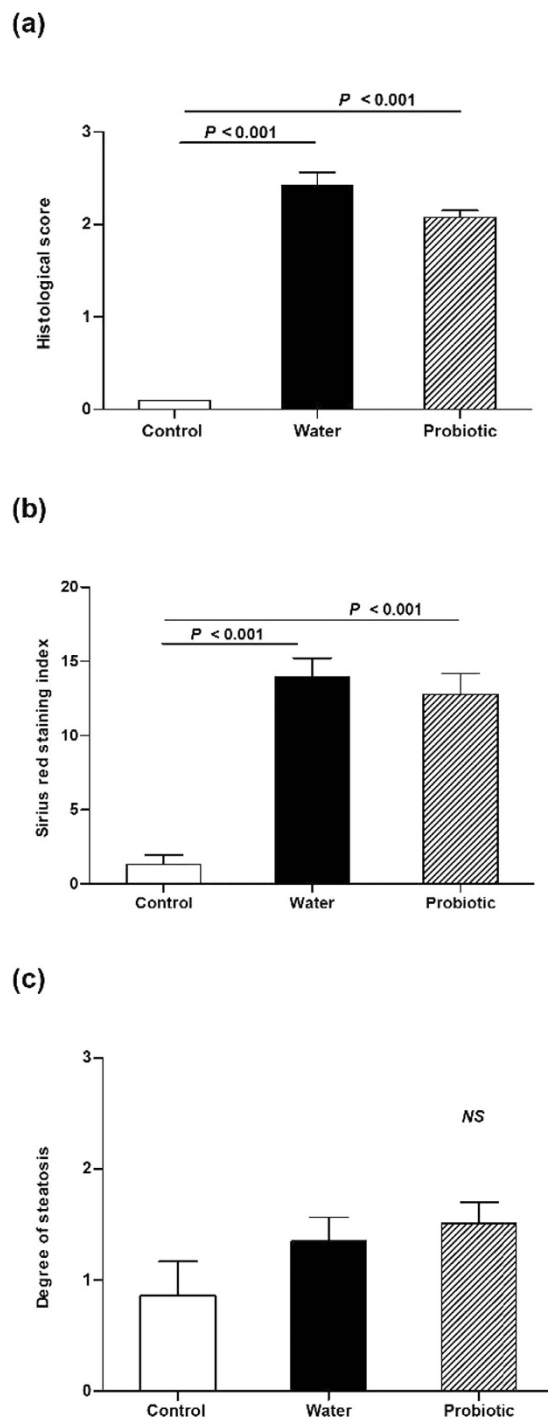 (a)
P < 0.001
P < 0.001
3
2
1
0
Histological score
Control Water Probiotic
(b)
20
15
10
5
0
Sirius red staining index
P < 0.001
P < 0.001
Control Water Probiotic
(c)
3
2
1
0
Degree of steatosis
NS
Control Water Probiotic